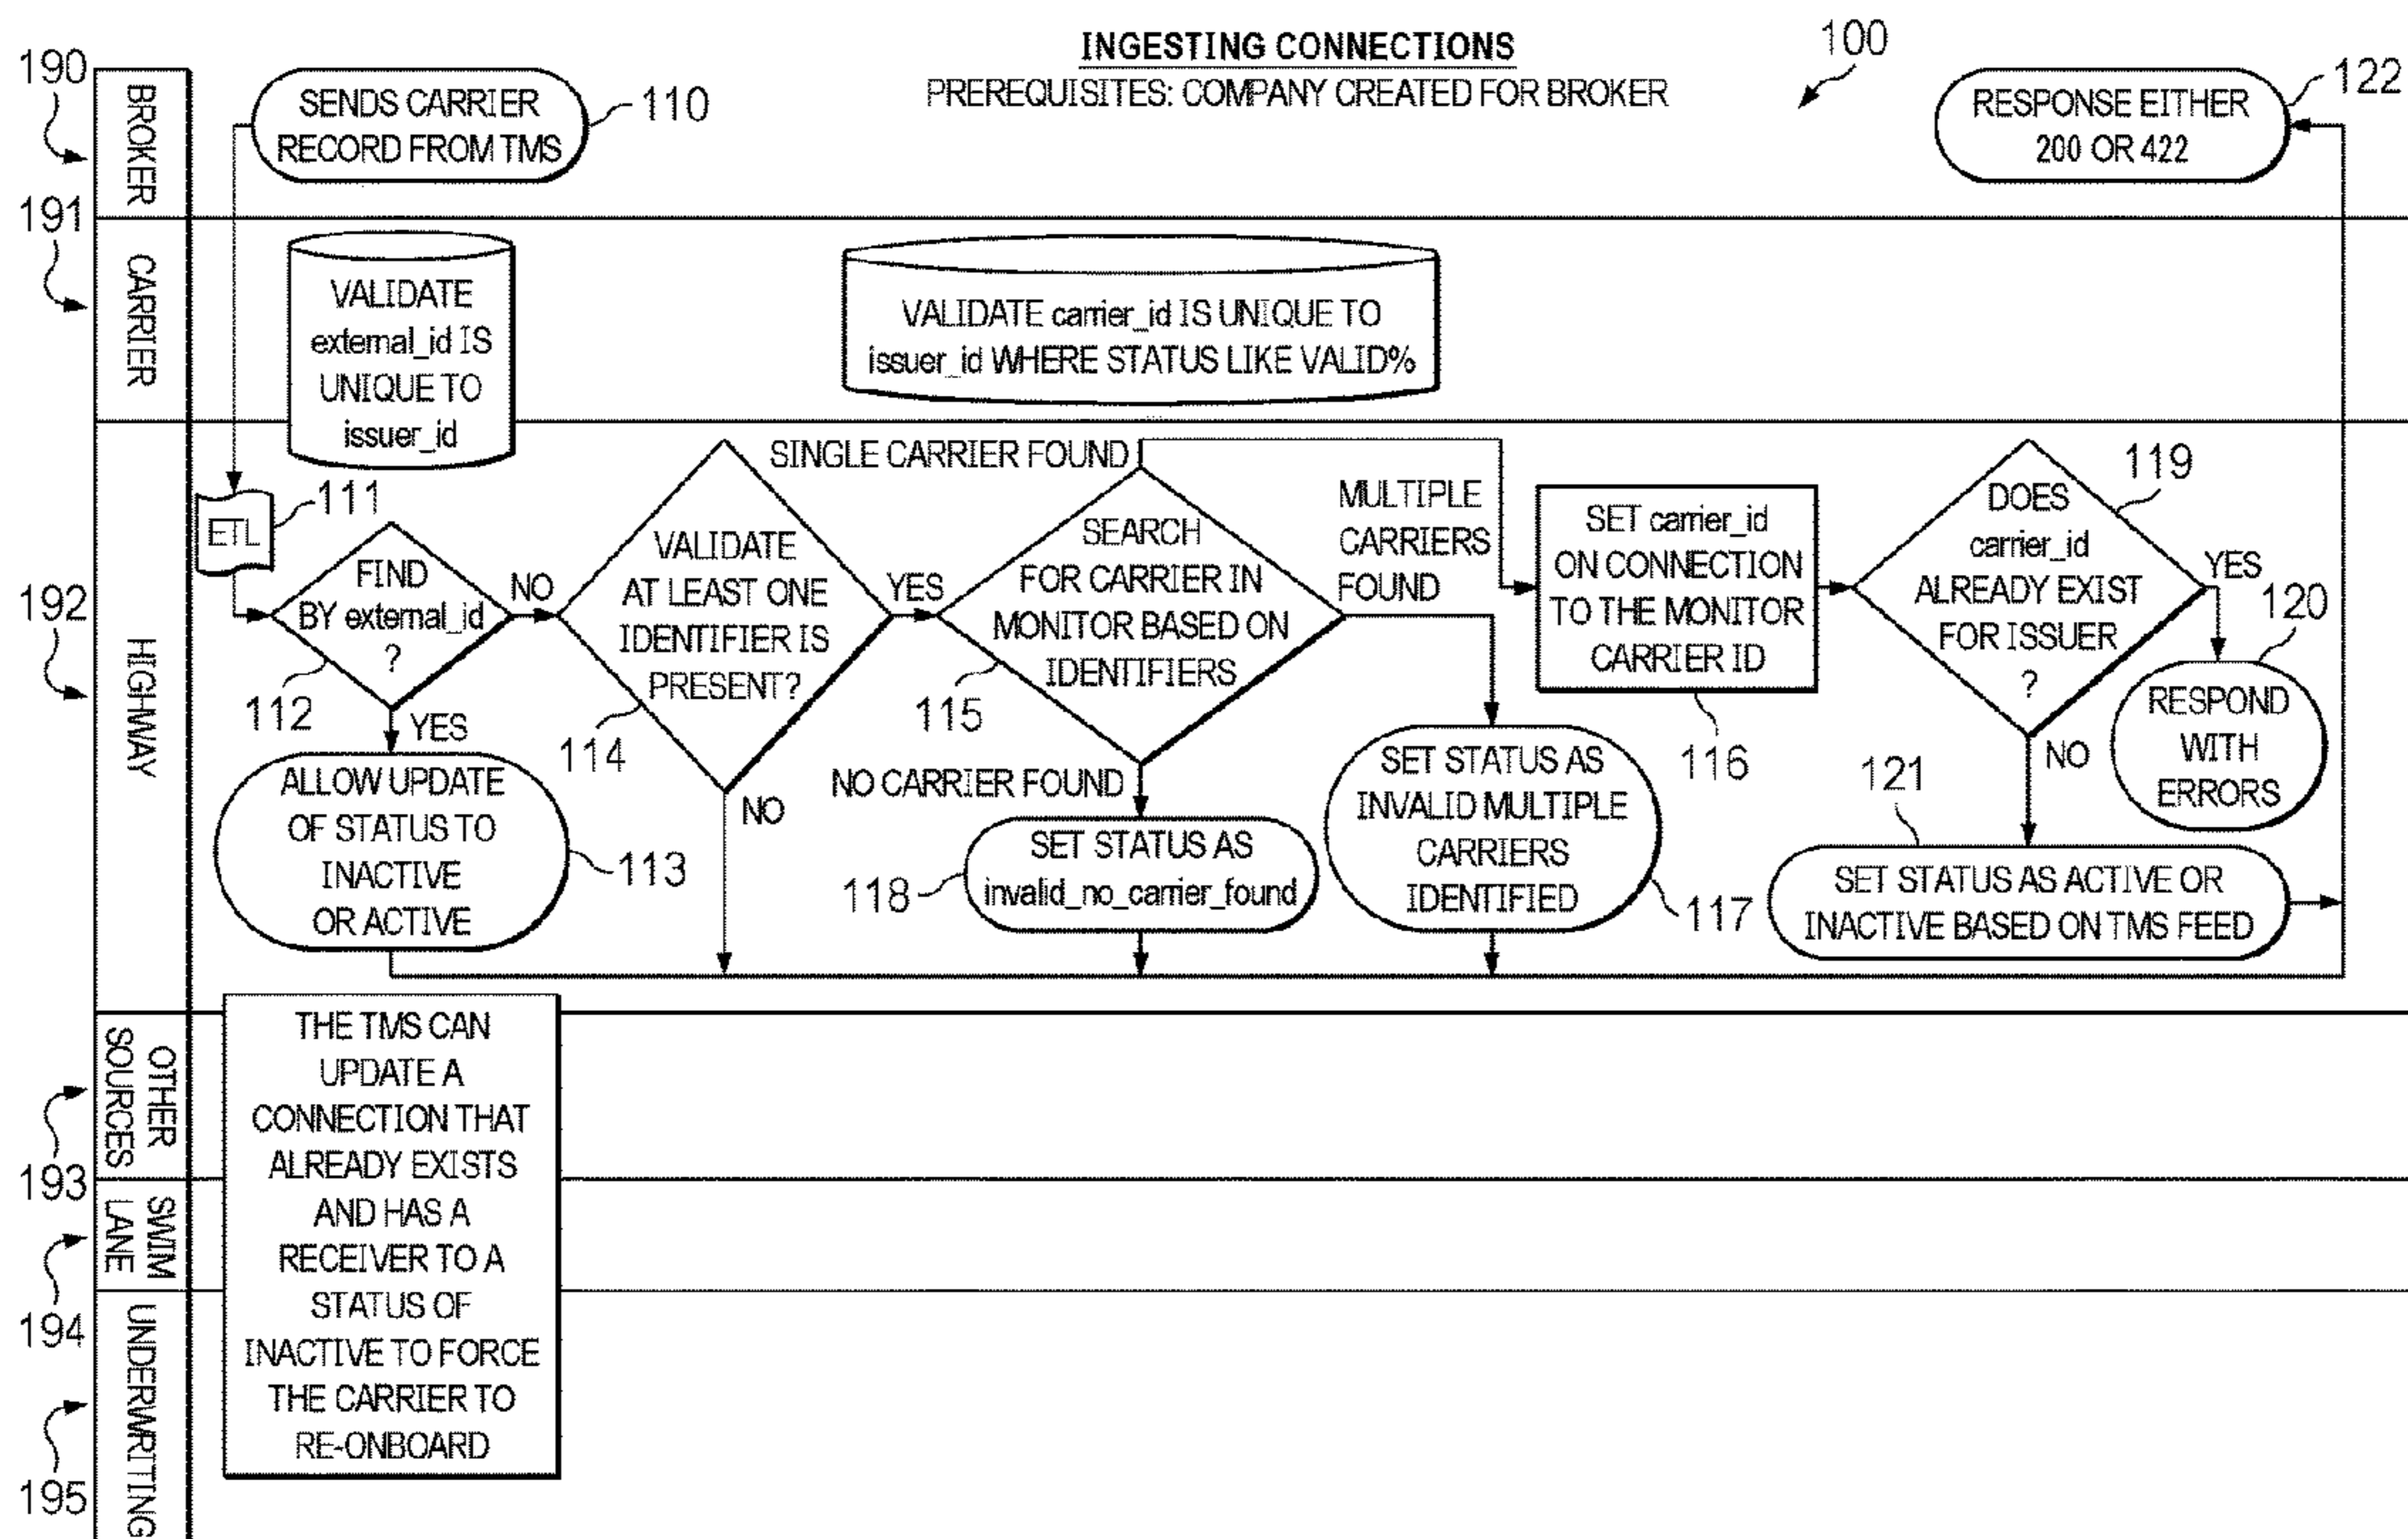 INGESTING CONNECTIONS
PREREQUISITES: COMPANY CREATED FOR BROKER
100
190
BROKER
SENDS CARRIER
RECORD FROM TMS
110
RESPONSE EITHER
200 OR 422
122
191
CARRIER
VALIDATE
external_id IS
UNIQUE TO
issuer_id
VALIDATE carrier_id IS UNIQUE TO
issuer_id WHERE STATUS LIKE VALID%
192
HIGHWAY
ETL
111
FIND
BY external_id
?
112
NO
YES
ALLOW UPDATE
OF STATUS TO
INACTIVE
OR ACTIVE
113
VALIDATE
AT LEAST ONE
IDENTIFIER IS
PRESENT?
114
YES
NO
SINGLE CARRIER FOUND
SEARCH
FOR CARRIER IN
MONITOR BASED ON
IDENTIFIERS
115
MULTIPLE
CARRIERS
FOUND
NO CARRIER FOUND
SET STATUS AS
invalid_no_carrier_found
118
SET STATUS AS
INVALID MULTIPLE
CARRIERS
IDENTIFIED
117
SET carrier_id
ON CONNECTION
TO THE MONITOR
CARRIER ID
116
DOES
carrier_id
ALREADY EXIST
FOR ISSUER
?
119
YES
120
RESPOND
WITH
ERRORS
NO
121
SET STATUS AS ACTIVE OR
INACTIVE BASED ON TMS FEED
193
OTHER
SOURCES
194
SWIM
LANE
195
UNDERWRITING
THE TMS CAN
UPDATE A
CONNECTION THAT
ALREADY EXISTS
AND HAS A
RECEIVER TO A
STATUS OF
INACTIVE TO FORCE
THE CARRIER TO
RE-ONBOARD